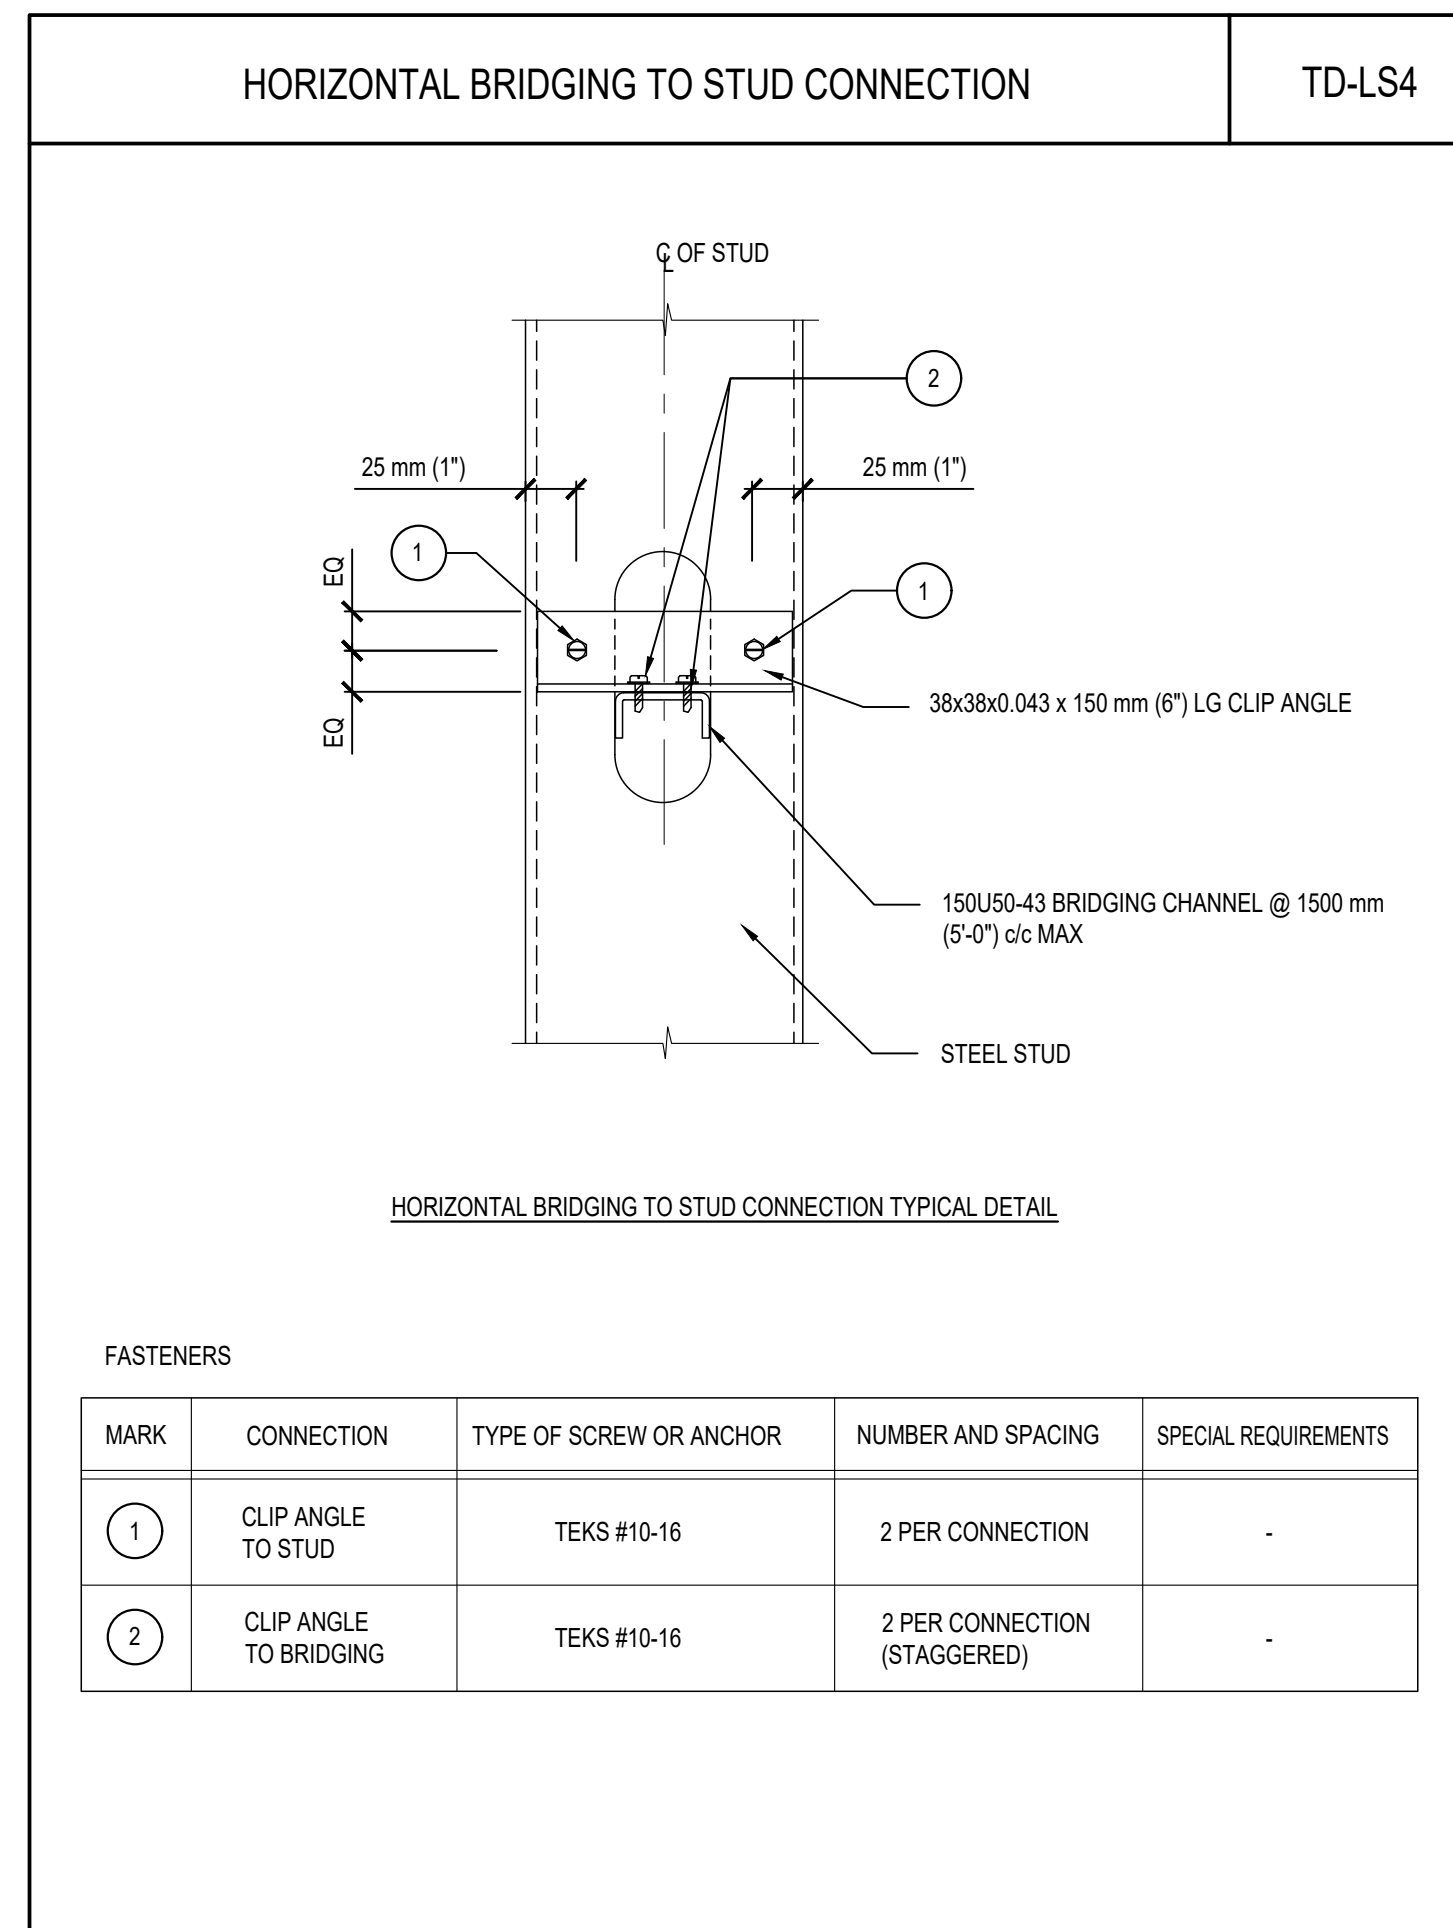 HORIZONTAL BRIDGING TO STUD CONNECTION
TD-LS4
℄ OF STUD
2
25 mm (1")
25 mm (1")
1
EQ
1
EQ
38x38x0.043 x 150 mm (6") LG CLIP ANGLE
150U50-43 BRIDGING CHANNEL @ 1500 mm
(5'-0") c/c MAX
STEEL STUD
HORIZONTAL BRIDGING TO STUD CONNECTION TYPICAL DETAIL
FASTENERS
MARK CONNECTION TYPE OF SCREW OR ANCHOR NUMBER AND SPACING SPECIAL REQUIREMENTS
1 CLIP ANGLE TEKS #10-16 2 PER CONNECTION -
TO STUD
2 CLIP ANGLE TEKS #10-16 2 PER CONNECTION -
TO BRIDGING (STAGGERED)